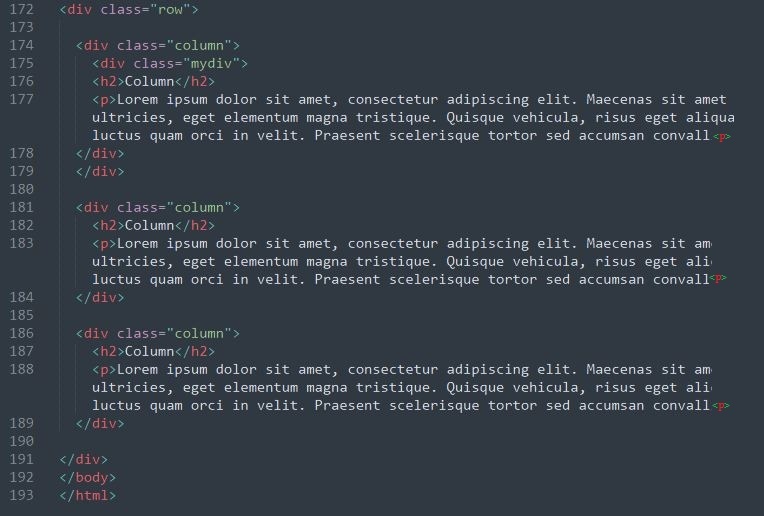 172 <div class="row">
173
174 <div class="column">
175 <div class="mydiv">
176 <h2>Column</h2>
177 <p>Lorem ipsum dolor sit amet, consectetur adipiscing elit. Maecenas sit amet
ultricies, eget elementum magna tristique. Quisque vehicula, risus eget aliqua
luctus quam orci in velit. Praesent scelerisque tortor sed accumsan convall<p>
178 </div>
179 </div>
180
181 <div class="column">
182 <h2>Column</h2>
183 <p>Lorem ipsum dolor sit amet, consectetur adipiscing elit. Maecenas sit am
ultricies, eget elementum magna tristique. Quisque vehicula, risus eget ali
luctus quam orci in velit. Praesent scelerisque tortor sed accumsan convall<p>
184 </div>
185
186 <div class="column">
187 <h2>Column</h2>
188 <p>Lorem ipsum dolor sit amet, consectetur adipiscing elit. Maecenas sit am
ultricies, eget elementum magna tristique. Quisque vehicula, risus eget ali
luctus quam orci in velit. Praesent scelerisque tortor sed accumsan convall<p>
189 </div>
190
191 </div>
192 </body>
193 </html>